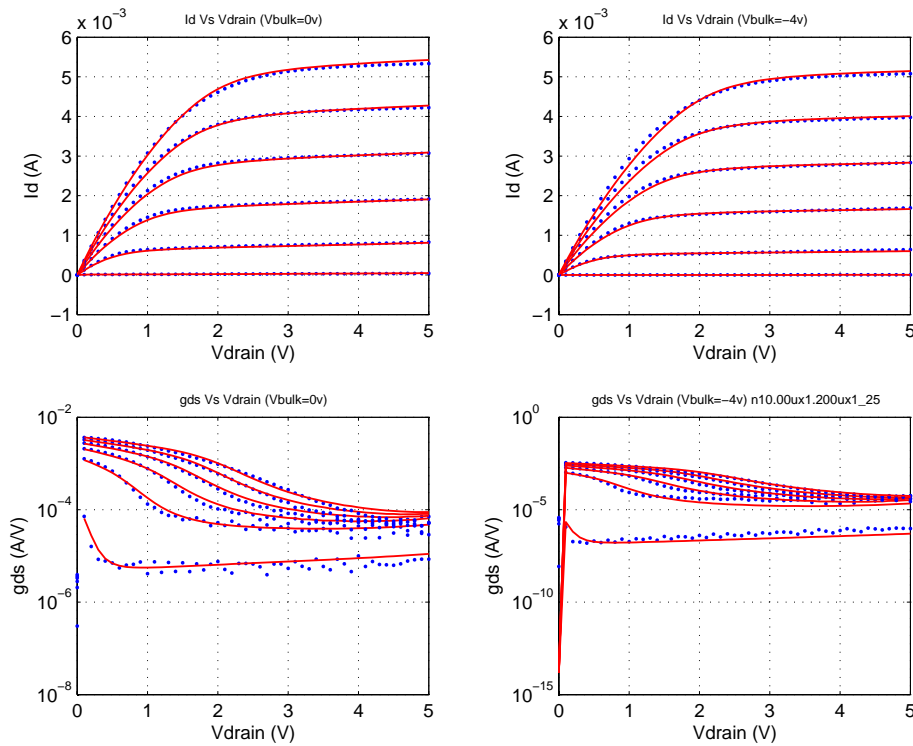 x 10⁻³
Id Vs Vdrain (Vbulk=0v)
6
5
4
3
2
1
0
−1
Id (A)
0 1 2 3 4 5
Vdrain (V)
x 10⁻³
Id Vs Vdrain (Vbulk=−4v)
6
5
4
3
2
1
0
−1
Id (A)
0 1 2 3 4 5
Vdrain (V)
gds Vs Vdrain (Vbulk=0v)
10⁻²
10⁻⁴
10⁻⁶
10⁻⁸
gds (A/V)
0 1 2 3 4 5
Vdrain (V)
gds Vs Vdrain (Vbulk=−4v) n10.00ux1.200ux1_25
10⁰
10⁻⁵
10⁻¹⁰
10⁻¹⁵
gds (A/V)
0 1 2 3 4 5
Vdrain (V)